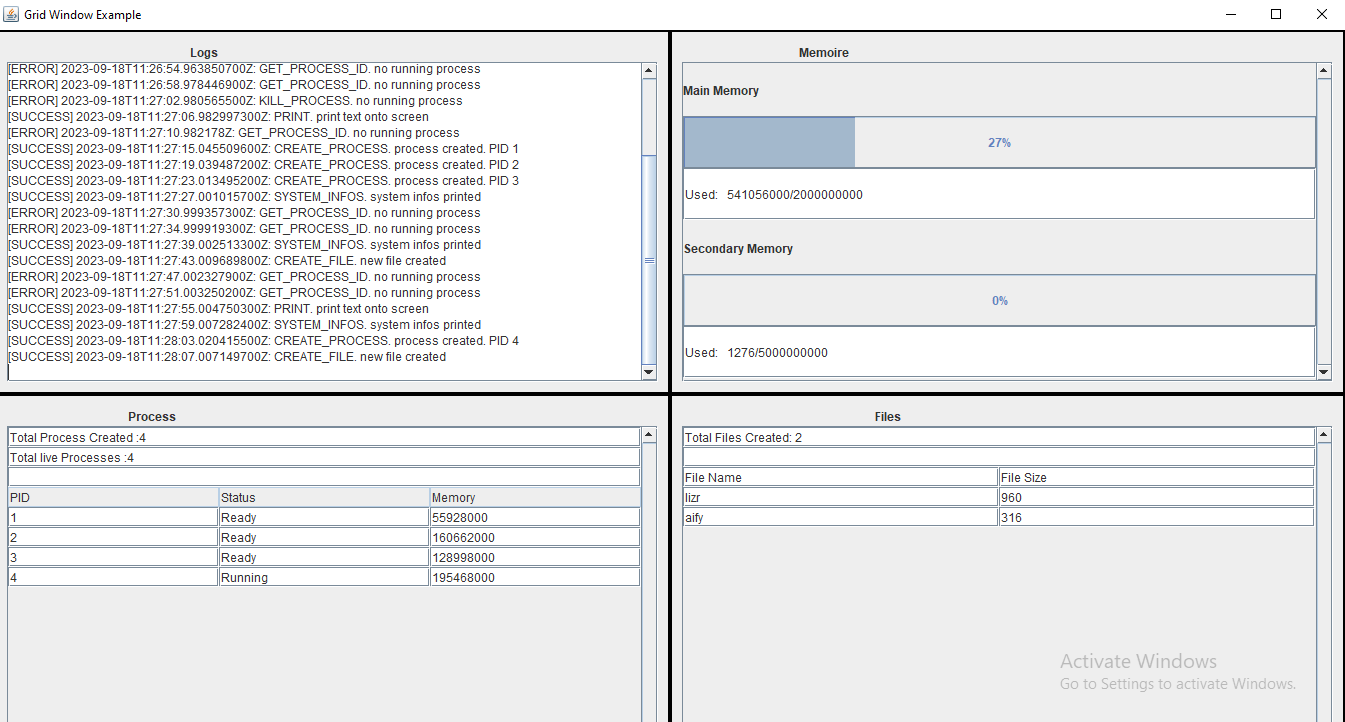 Grid Window Example
Logs
[ERROR] 2023-09-18T11:26:54.963850700Z: GET_PROCESS_ID. no running process
[ERROR] 2023-09-18T11:26:58.978446900Z: GET_PROCESS_ID. no running process
[ERROR] 2023-09-18T11:27:02.980565500Z: KILL_PROCESS. no running process
[SUCCESS] 2023-09-18T11:27:06.982997300Z: PRINT. print text onto screen
[ERROR] 2023-09-18T11:27:10.982178Z: GET_PROCESS_ID. no running process
[SUCCESS] 2023-09-18T11:27:15.045509600Z: CREATE_PROCESS. process created. PID 1
[SUCCESS] 2023-09-18T11:27:19.039487200Z: CREATE_PROCESS. process created. PID 2
[SUCCESS] 2023-09-18T11:27:23.013495200Z: CREATE_PROCESS. process created. PID 3
[SUCCESS] 2023-09-18T11:27:27.001015700Z: SYSTEM_INFOS. system infos printed
[ERROR] 2023-09-18T11:27:30.999357300Z: GET_PROCESS_ID. no running process
[ERROR] 2023-09-18T11:27:34.999919300Z: GET_PROCESS_ID. no running process
[SUCCESS] 2023-09-18T11:27:39.002513300Z: SYSTEM_INFOS. system infos printed
[SUCCESS] 2023-09-18T11:27:43.009689800Z: CREATE_FILE. new file created
[ERROR] 2023-09-18T11:27:47.002327900Z: GET_PROCESS_ID. no running process
[ERROR] 2023-09-18T11:27:51.003250200Z: GET_PROCESS_ID. no running process
[SUCCESS] 2023-09-18T11:27:55.004750300Z: PRINT. print text onto screen
[SUCCESS] 2023-09-18T11:27:59.007282400Z: SYSTEM_INFOS. system infos printed
[SUCCESS] 2023-09-18T11:28:03.020415500Z: CREATE_PROCESS. process created. PID 4
[SUCCESS] 2023-09-18T11:28:07.007149700Z: CREATE_FILE. new file created
Memoire
Main Memory
27%
Used: 541056000/2000000000
Secondary Memory
0%
Used: 1276/5000000000
Process
Total Process Created :4
Total live Processes :4
PID Status Memory
1 Ready 55928000
2 Ready 160662000
3 Ready 128998000
4 Running 195468000
Files
Total Files Created: 2
File Name File Size
lizr 960
aify 316
Activate Windows
Go to Settings to activate Windows.